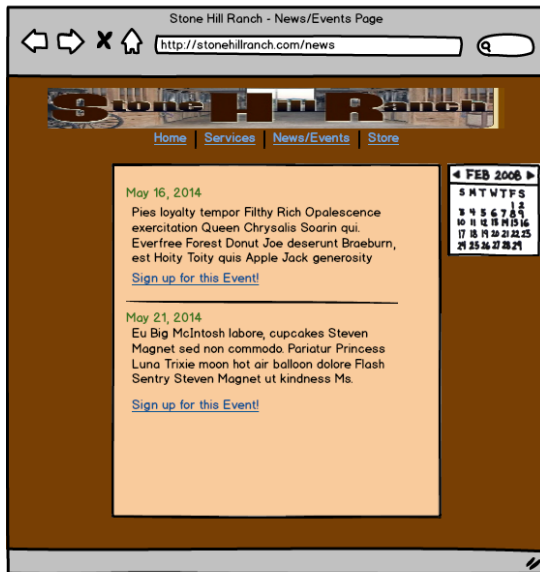 Stone Hill Ranch - News/Events Page
http://stonehillranch.com/news
Stone Hill Ranch
Home Services News/Events Store
FEB 2008
S M T W T F S
1 2
3 4 5 6 7 8 9
10 11 12 13 14 15 16
17 18 19 20 21 22 23
24 25 26 27 28 29
May 16, 2014
Pies loyalty tempor Filthy Rich Opalescence
exercitation Queen Chrysalis Soarin qui.
Everfree Forest Donut Joe deserunt Braeburn,
est Hoity Toity quis Apple Jack generosity
Sign up for this Event!
May 21, 2014
Eu Big McIntosh labore, cupcakes Steven
Magnet sed non commodo. Pariatur Princess
Luna Trixie moon hot air balloon dolore Flash
Sentry Steven Magnet ut kindness Ms.
Sign up for this Event!